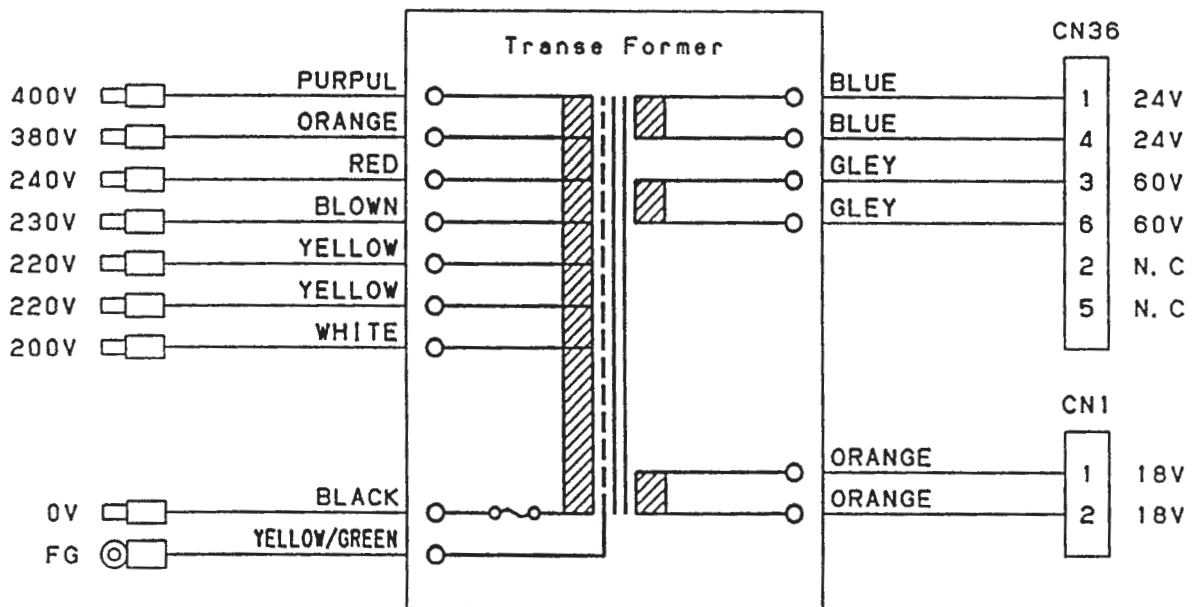 Transe Former
CN36
400V PURPUL BLUE 1 24V
380V ORANGE BLUE 4 24V
240V RED GLEY 3 60V
230V BLOWN GLEY 6 60V
220V YELLOW 2 N.C
220V YELLOW 5 N.C
200V WHITE
CN1
ORANGE 1 18V
0V BLACK ORANGE 2 18V
FG YELLOW/GREEN